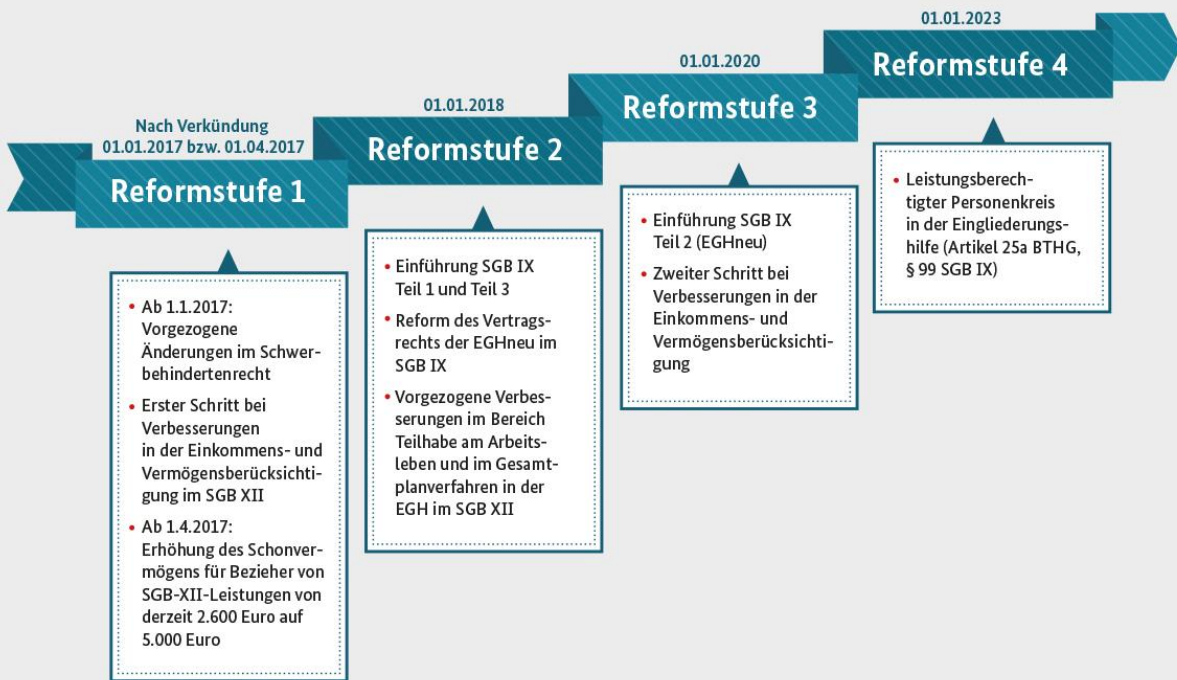 Nach Verkündung
01.01.2017 bzw. 01.04.2017
Reformstufe 1
• Ab 1.1.2017:
Vorgezogene
Änderungen im Schwer-
behindertenrecht
• Erster Schritt bei
Verbesserungen
in der Einkommens- und
Vermögensberücksichti-
gung im SGB XII
• Ab 1.4.2017:
Erhöhung des Schonver-
mögens für Bezieher von
SGB-XII-Leistungen von
derzeit 2.600 Euro auf
5.000 Euro
01.01.2018
Reformstufe 2
• Einführung SGB IX
Teil 1 und Teil 3
• Reform des Vertrags-
rechts der EGHneu im
SGB IX
• Vorgezogene Verbes-
serungen im Bereich
Teilhabe am Arbeits-
leben und im Gesamt-
planverfahren in der
EGH im SGB XII
01.01.2020
Reformstufe 3
• Einführung SGB IX
Teil 2 (EGHneu)
• Zweiter Schritt bei
Verbesserungen in der
Einkommens- und
Vermögensberücksichti-
gung
01.01.2023
Reformstufe 4
• Leistungsberech-
tigter Personenkreis
in der Eingliederungs-
hilfe (Artikel 25a BTHG,
§ 99 SGB IX)